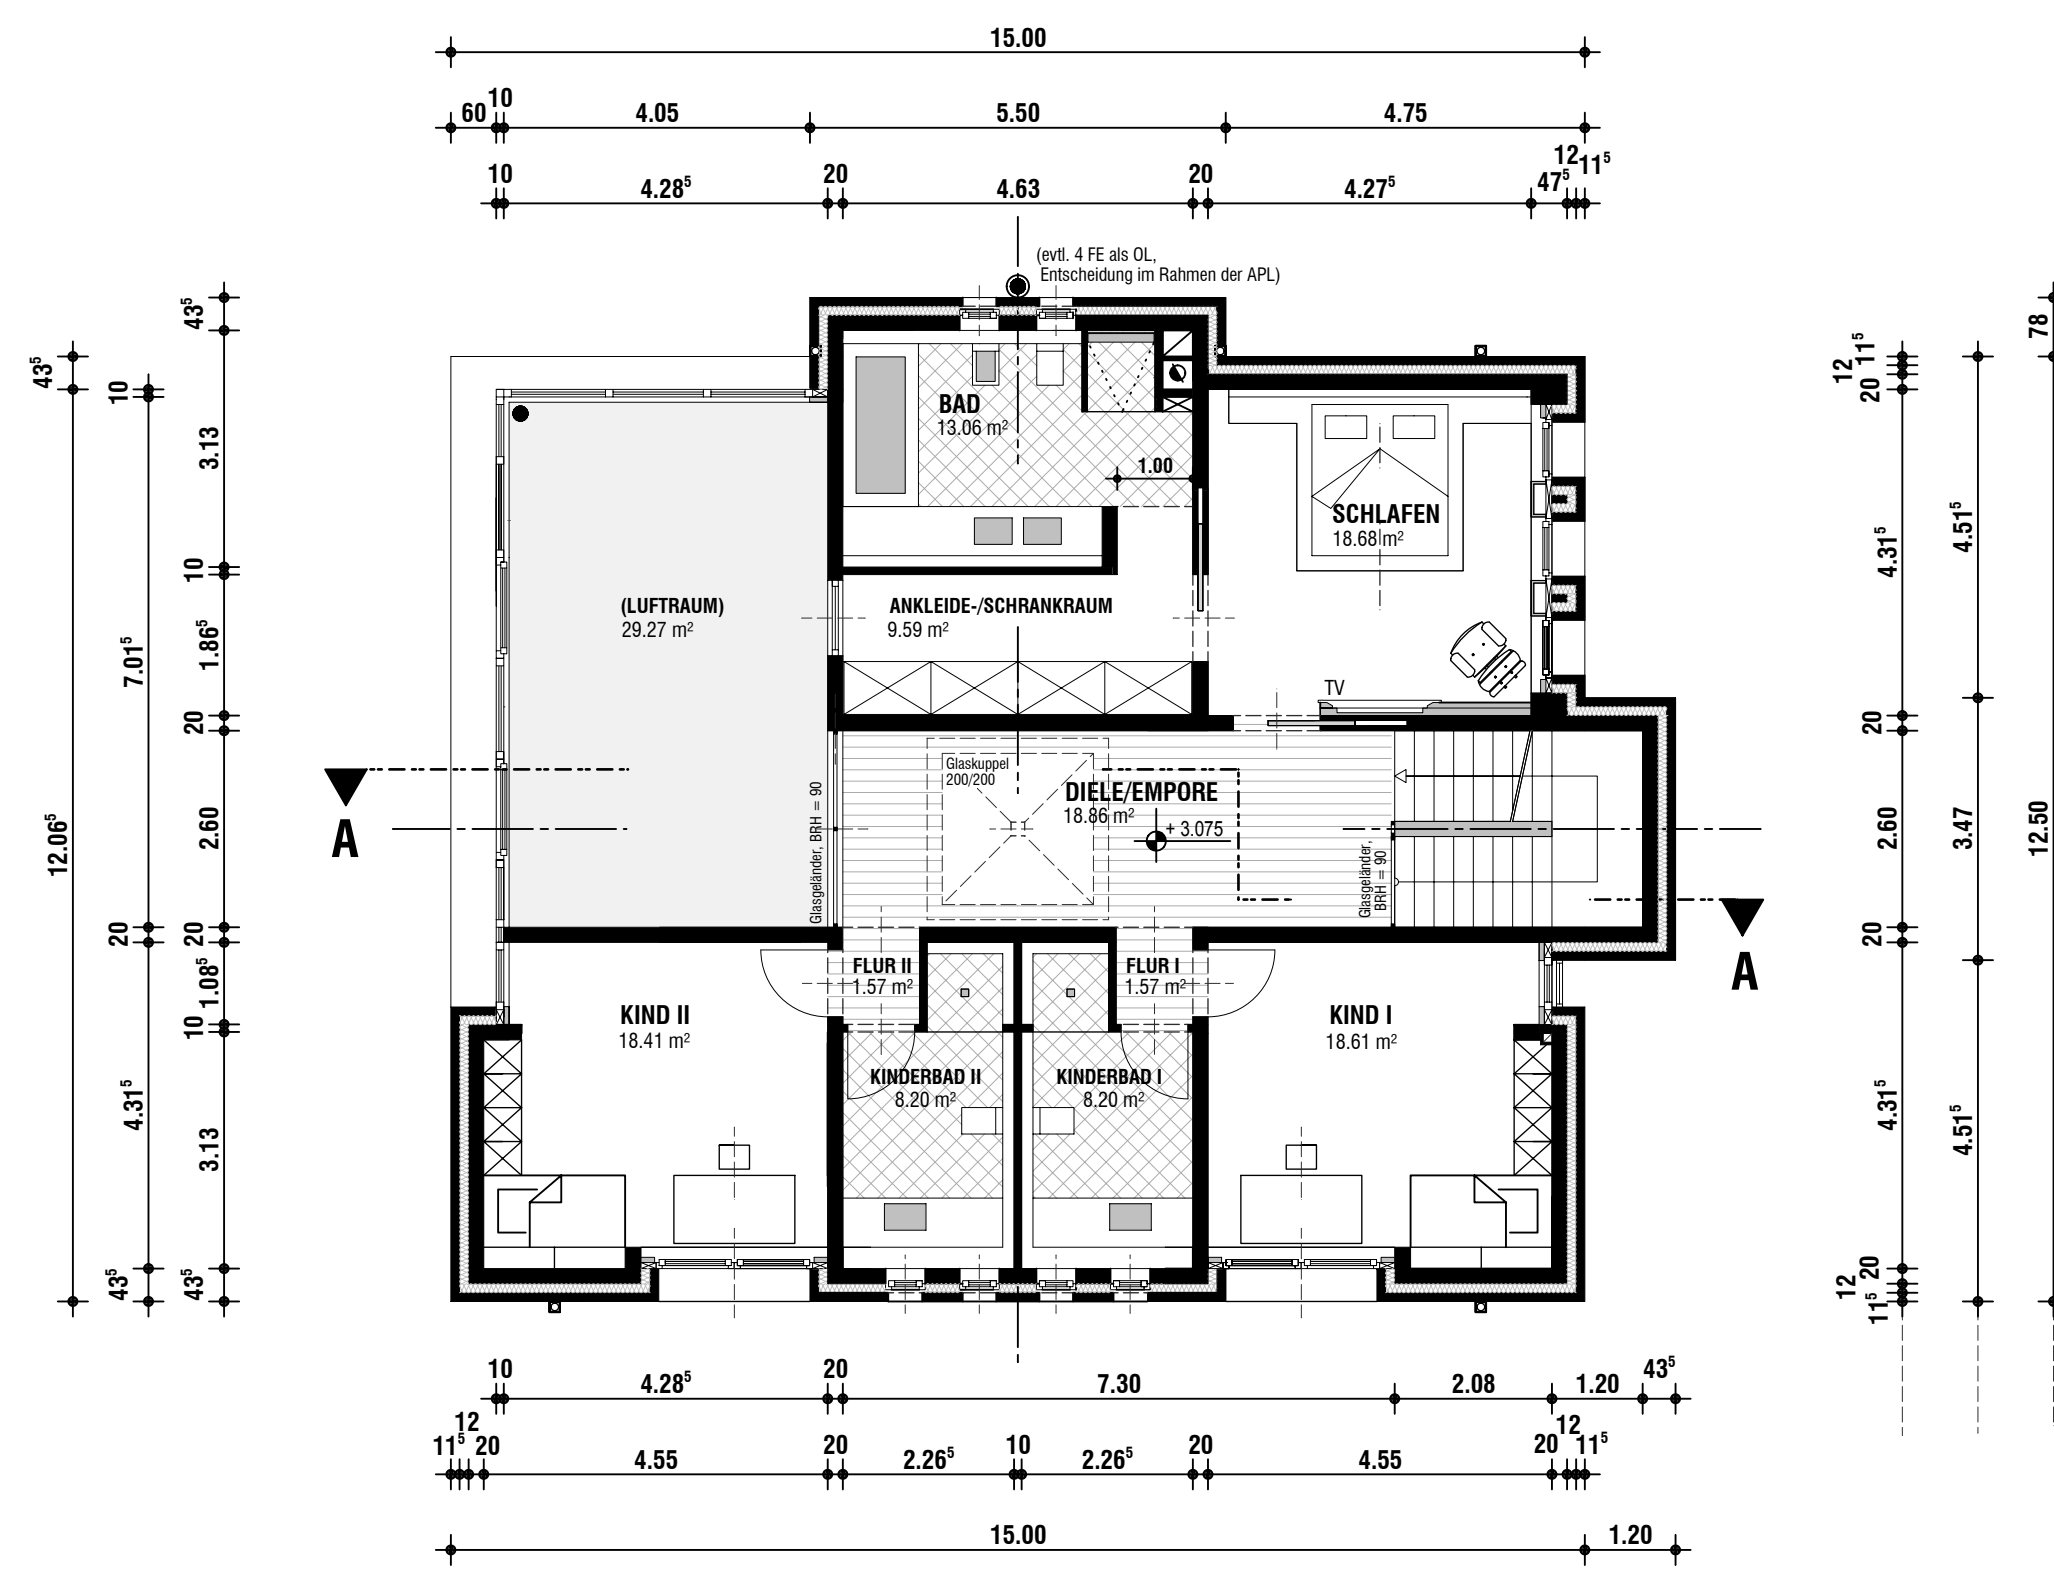 15.00
10
60 4.05 5.50 4.75
12 11⁵
10 4.28⁵ 20 4.63 20 4.27⁵ 47⁵
(evtl. 4 FE als OL,
Entscheidung im Rahmen der APL)
43⁵
12.06⁵
10
7.01⁵
20
4.31⁵
43⁵
43⁵
3.13
10
1.86⁵
20
2.60
20
1.08⁵
10
3.13
43⁵
BAD
13.06 m²
1.00
SCHLAFEN
18.68 m²
(LUFTRAUM)
29.27 m²
ANKLEIDE-/SCHRANKRAUM
9.59 m²
TV
Glaskuppel
200/200
DIELE/EMPORE
18.86 m²
+ 3.075
Glasgeländer, BRH = 90
Glasgeländer,
BRH = 90
A
A
FLUR II
1.57 m²
FLUR I
1.57 m²
KIND II
18.41 m²
KIND I
18.61 m²
KINDERBAD II
8.20 m²
KINDERBAD I
8.20 m²
11⁵
12
20
4.31⁵
20
2.60
20
4.31⁵
20
12
11⁵
4.51⁵
3.47
4.51⁵
78
12.50
10 4.28⁵ 20 7.30 2.08 1.20 43⁵
12 12
11⁵ 20 4.55 20 2.26⁵ 10 2.26⁵ 20 4.55 20 11⁵
15.00 1.20